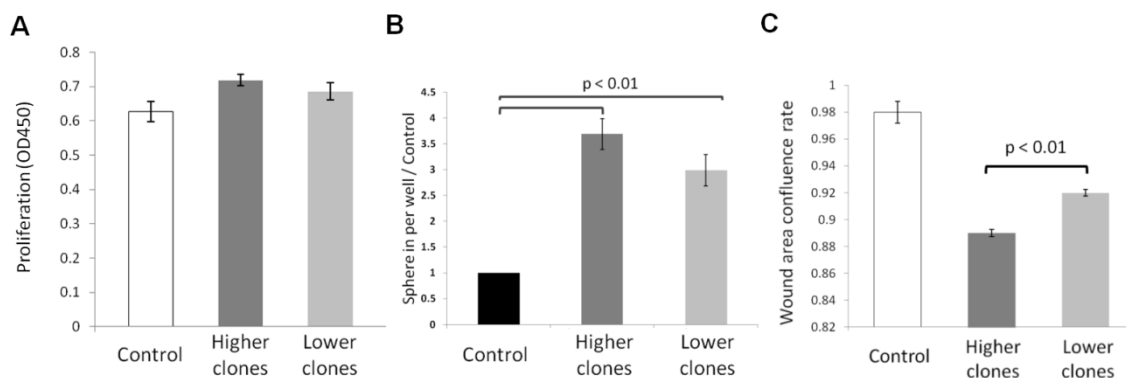 A
Proliferation (OD450)
0.8
0.7
0.6
0.5
0.4
0.3
0.2
0.1
0
Control
Higher
clones
Lower
clones
B
Sphere in per well / Control
p < 0.01
4.5
4
3.5
3
2.5
2
1.5
1
0.5
0
Control
Higher
clones
Lower
clones
C
Wound area confluence rate
1
0.98
0.96
0.94
0.92
0.9
0.88
0.86
0.84
0.82
p < 0.01
Control
Higher
clones
Lower
clones